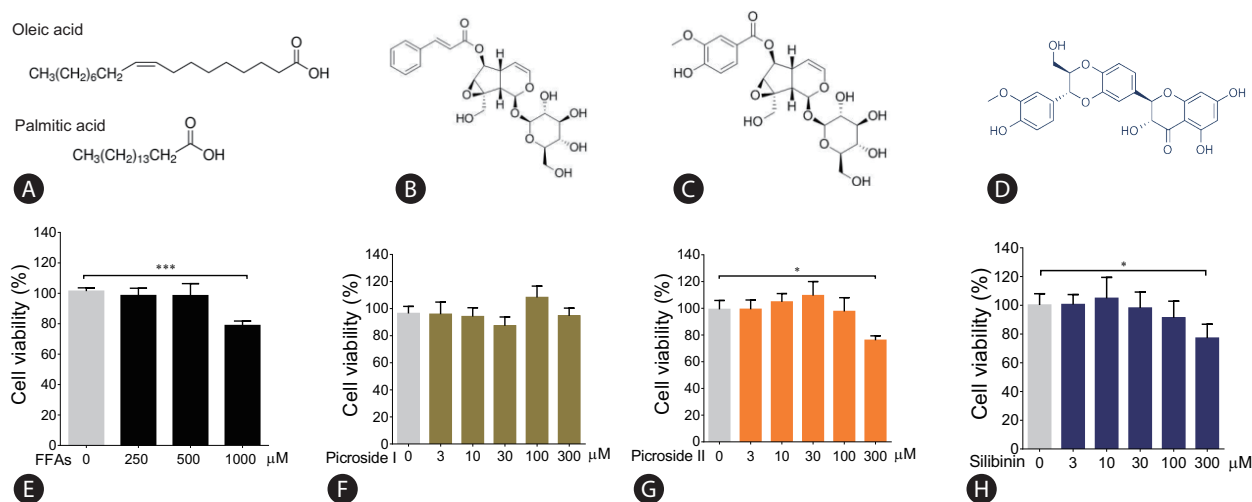 Oleic acid
O
CH₃(CH₂)₆CH₂
OH
Palmitic acid
O
CH₃(CH₂)₁₃CH₂
OH
A
O
O
H
O
O
H
HO
O
HO
OH
O
OH
OH
OH
B
O
O
O
HO
H
O
O
H
HO
O
HO
OH
O
OH
OH
OH
C
HO
O
O
O
HO
O
HO
O
OH
OH
D
Cell viability (%)
140
120
100
80
60
40
20
0
***
FFAs 0 250 500 1000 μM
E
Cell viability (%)
140
120
100
80
60
40
20
0
Picroside I 0 3 10 30 100 300 μM
F
Cell viability (%)
140
120
100
80
60
40
20
0
*
Picroside II 0 3 10 30 100 300 μM
G
Cell viability (%)
140
120
100
80
60
40
20
0
*
Silibinin 0 3 10 30 100 300 μM
H